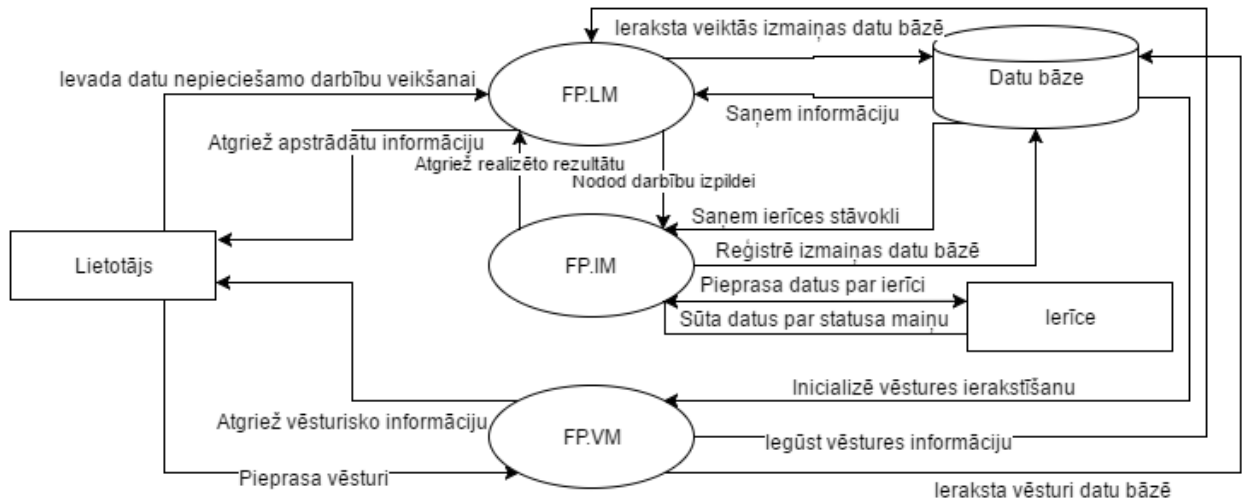 Ieraksta veiktās izmaiņas datu bāzē
Ievada datu nepieciešamo darbību veikšanai
FP.LM
Datu bāze
Saņem informāciju
Atgriež apstrādātu informāciju
Atgriež realizēto rezultātu
Nodod darbību izpildei
Saņem ierīces stāvokli
Reģistrē izmaiņas datu bāzē
Lietotājs
FP.IM
Pieprasa datus par ierīci
Sūta datus par statusa maiņu
Ierīce
Inicializē vēstures ierakstīšanu
Atgriež vēsturisko informāciju
FP.VM
Iegūst vēstures informāciju
Pieprasa vēsturi
Ieraksta vēsturi datu bāzē